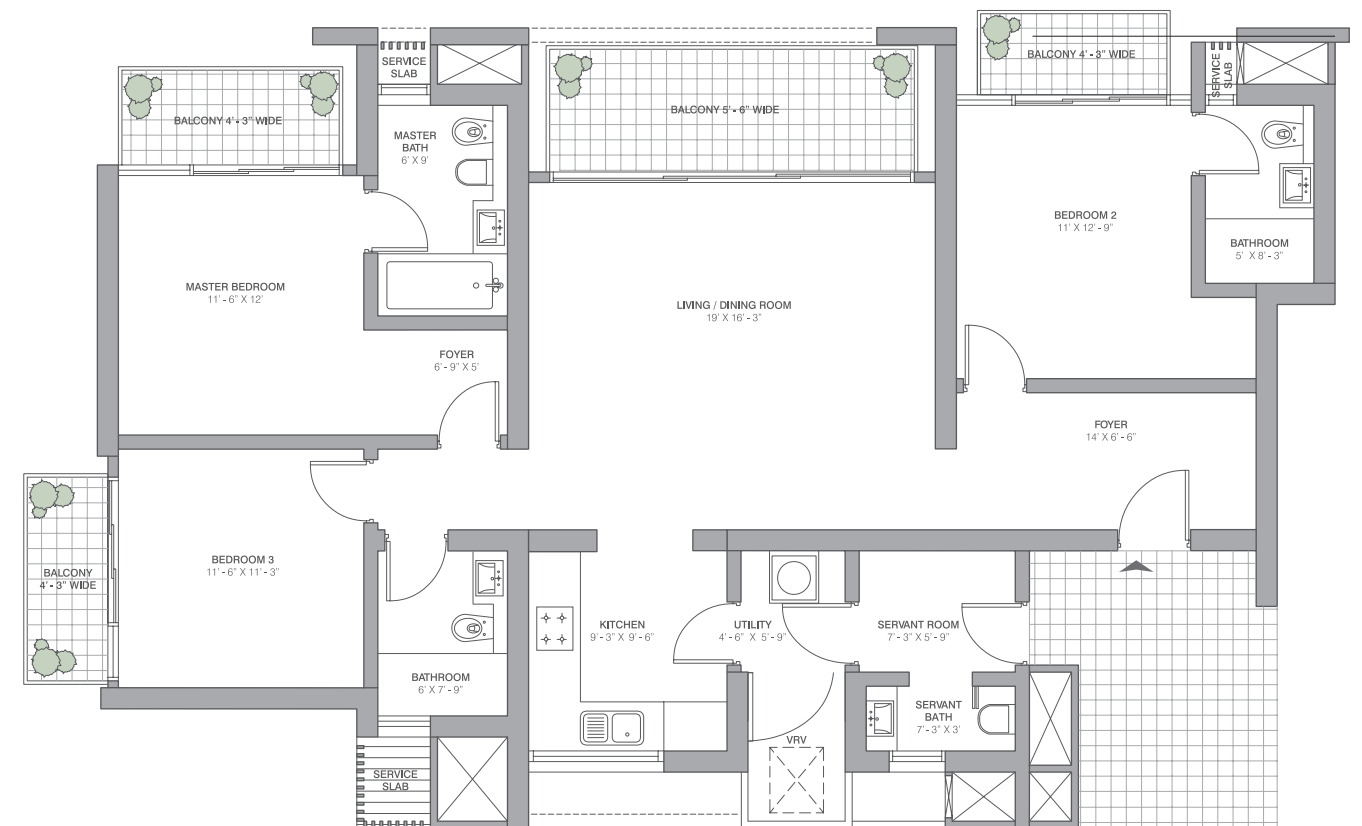 SERVICE
SLAB
BALCONY 4' - 3" WIDE
SERVICE
SLAB
BALCONY 4' - 3" WIDE
BALCONY 5' - 6" WIDE
MASTER
BATH
6' X 9'
BEDROOM 2
11' X 12' - 9"
BATHROOM
5' X 8' - 3"
MASTER BEDROOM
11' - 6" X 12'
LIVING / DINING ROOM
19' X 16' - 3"
FOYER
6' - 9" X 5'
FOYER
14' X 6' - 6"
BEDROOM 3
11' - 6" X 11' - 3"
BALCONY
4' - 3" WIDE
KITCHEN
9' - 3" X 9' - 6"
UTILITY
4' - 6" X 5' - 9"
SERVANT ROOM
7' - 3" X 5' - 9"
BATHROOM
6' X 7' - 9"
SERVANT
BATH
7' - 3" X 3'
VRV
SERVICE
SLAB